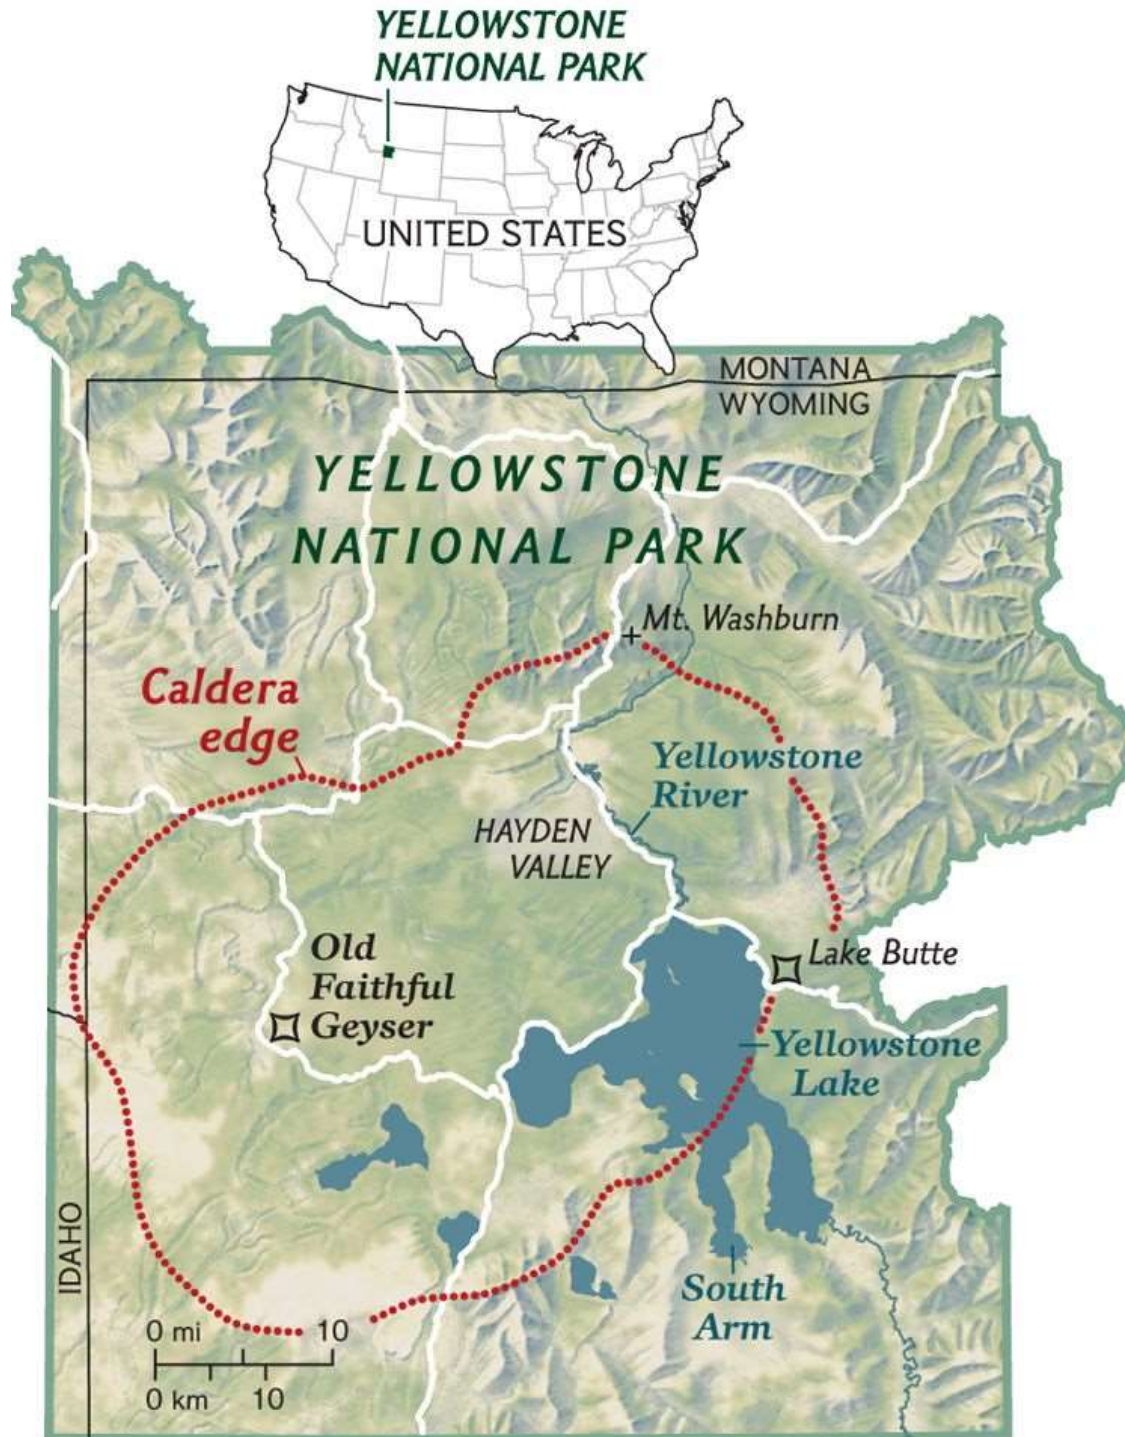 YELLOWSTONE
NATIONAL PARK
UNITED STATES
MONTANA
WYOMING
YELLOWSTONE
NATIONAL PARK
Mt. Washburn
Caldera
edge
Yellowstone
River
HAYDEN
VALLEY
Old
Faithful
Geyser
Lake Butte
Yellowstone
Lake
IDAHO
South
Arm
0 mi 10
0 km 10